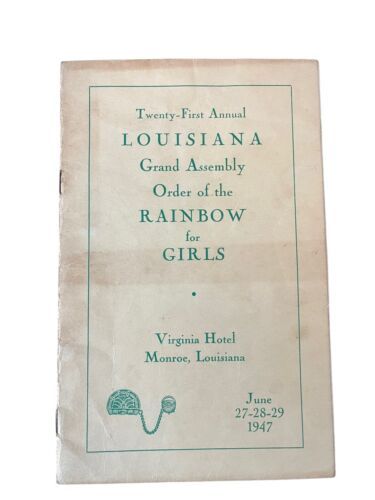 Twenty-First Annual
LOUISIANA
Grand Assembly
Order of the
RAINBOW
for
GIRLS
Virginia Hotel
Monroe, Louisiana
June
27-28-29
1947